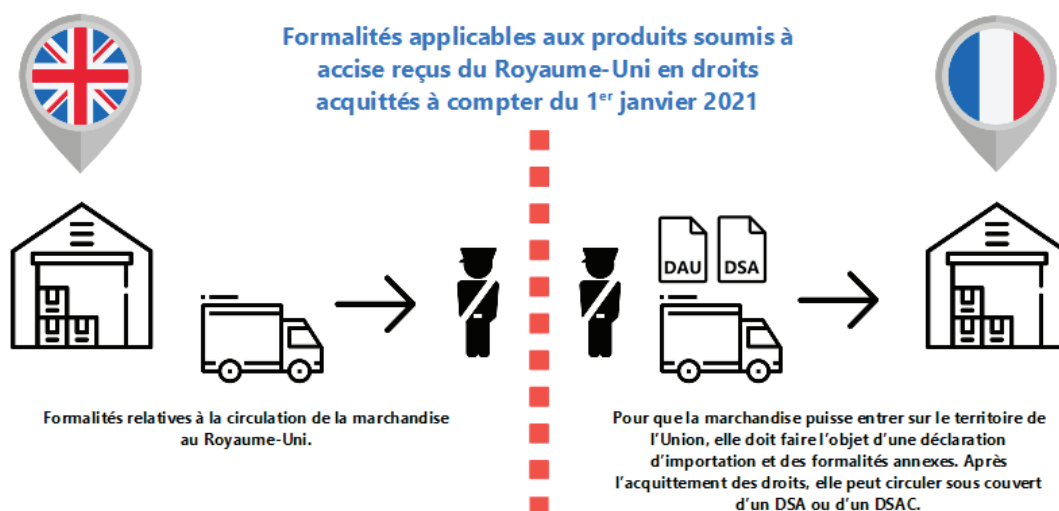 Formalités applicables aux produits soumis à
accise reçus du Royaume-Uni en droits
acquittés à compter du 1er janvier 2021
DAU
DSA
Formalités relatives à la circulation de la marchandise
au Royaume-Uni.
Pour que la marchandise puisse entrer sur le territoire de
l'Union, elle doit faire l'objet d'une déclaration
d'importation et des formalités annexes. Après
l'acquittement des droits, elle peut circuler sous couvert
d'un DSA ou d'un DSAC.